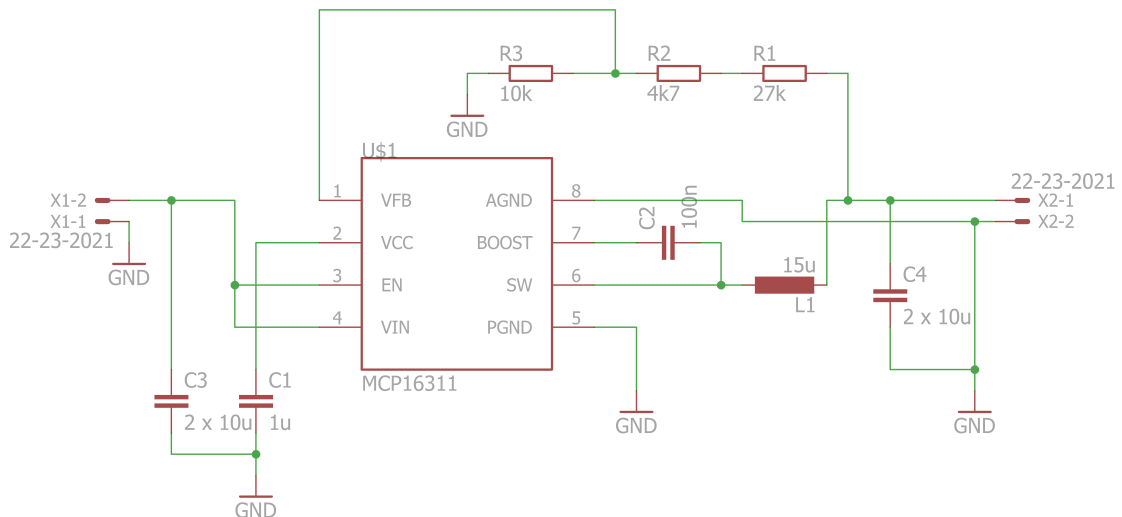 R3
R2
R1
10k
4k7
27k
GND
U$1
X1-2
X1-1
22-23-2021
GND
1
VFB
AGND
8
2
VCC
BOOST
7
3
EN
SW
6
4
VIN
PGND
5
MCP16311
C2
100n
15u
L1
22-23-2021
X2-1
X2-2
C4
2 x 10u
C3
2 x 10u
C1
1u
GND
GND
GND